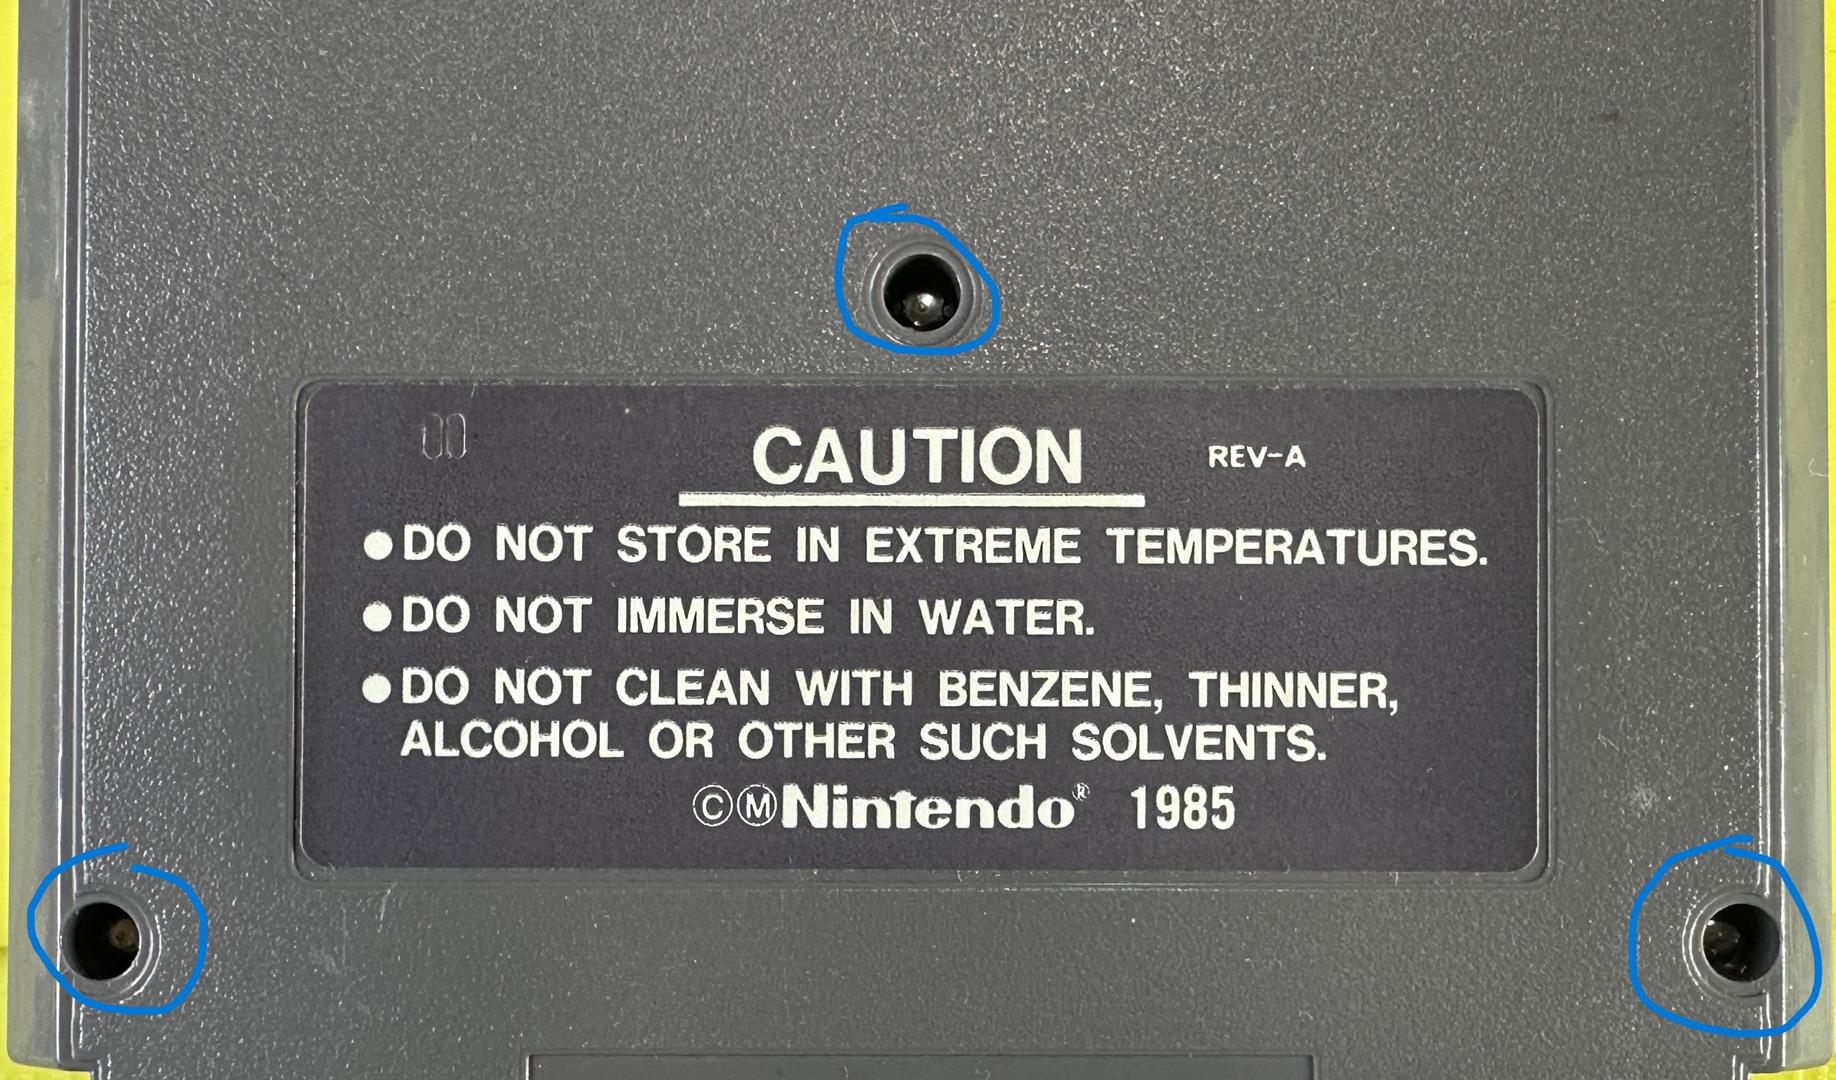 CAUTION REV-A
●DO NOT STORE IN EXTREME TEMPERATURES.
●DO NOT IMMERSE IN WATER.
●DO NOT CLEAN WITH BENZENE, THINNER,
ALCOHOL OR OTHER SUCH SOLVENTS.
©ⓂNintendo® 1985